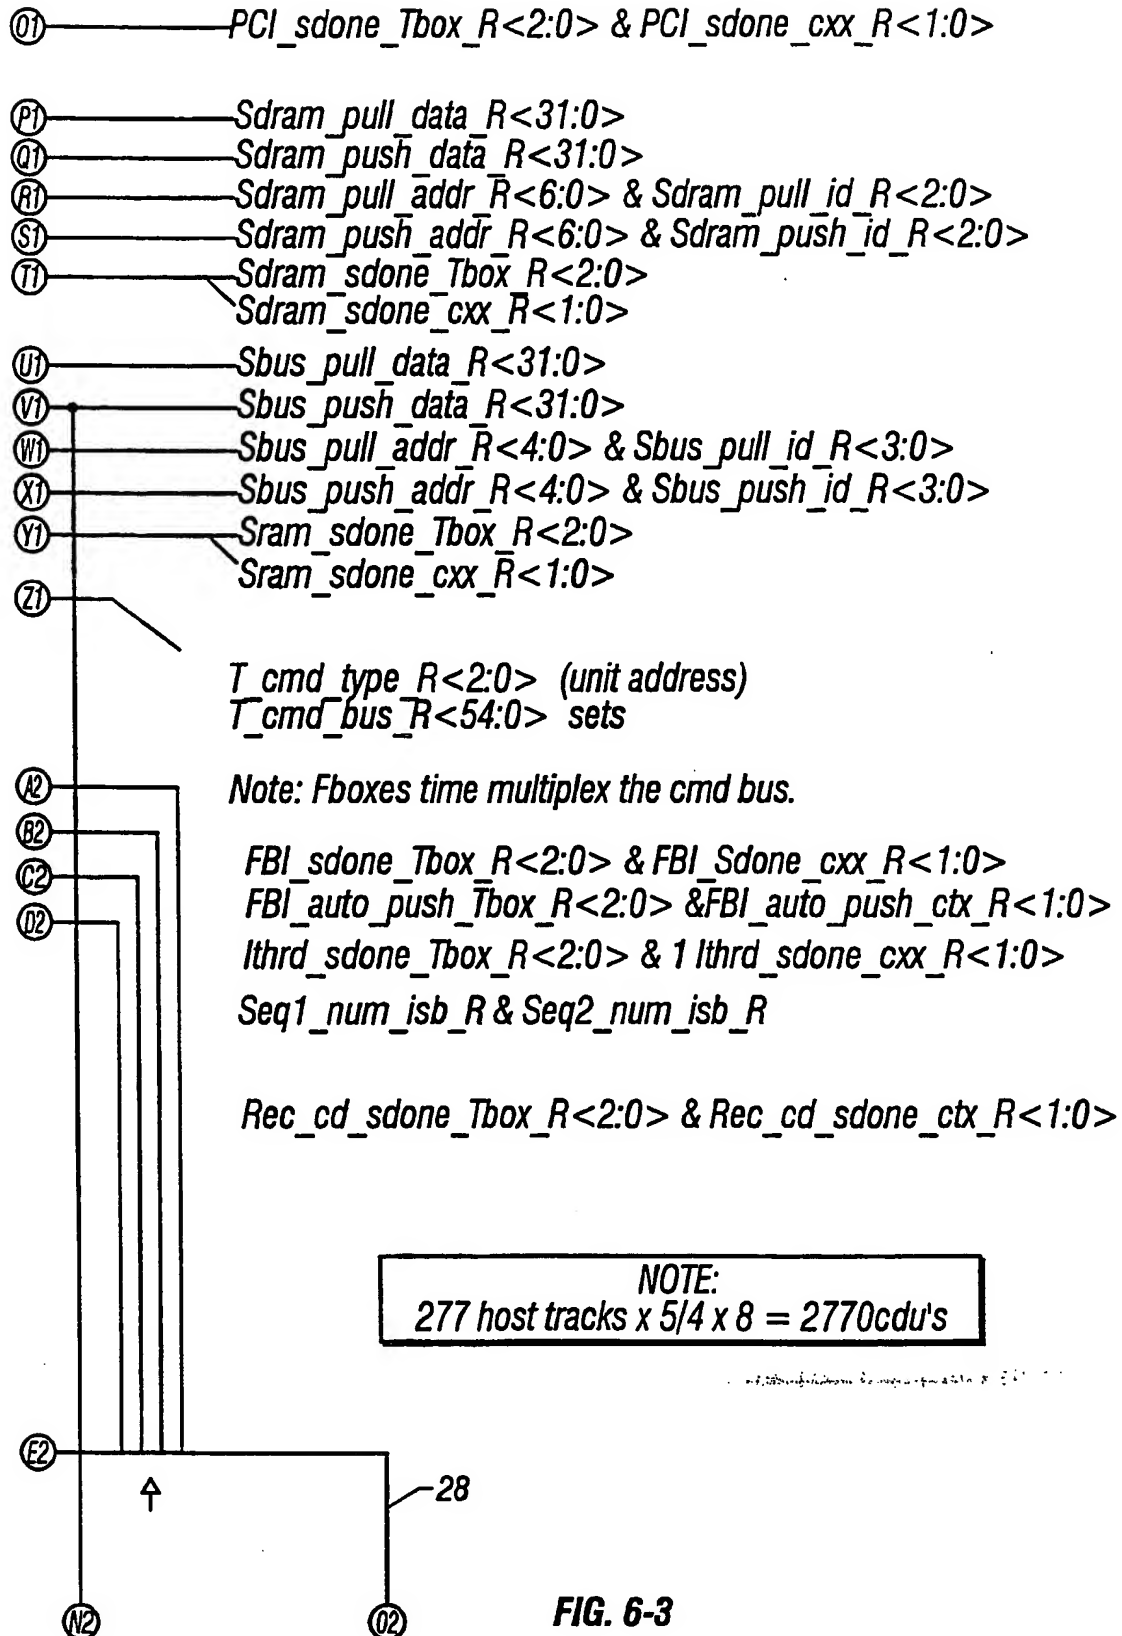 O1 PCI_sdone_Tbox_R<2:0> & PCI_sdone_cxx_R<1:0>
P1 Sdram_pull_data_R<31:0>
Q1 Sdram_push_data_R<31:0>
R1 Sdram_pull_addr_R<6:0> & Sdram_pull_id_R<2:0>
S1 Sdram_push_addr_R<6:0> & Sdram_push_id_R<2:0>
T1 Sdram_sdone_Tbox_R<2:0>
Sdram_sdone_cxx_R<1:0>
U1 Sbus_pull_data_R<31:0>
V1 Sbus_push_data_R<31:0>
W1 Sbus_pull_addr_R<4:0> & Sbus_pull_id_R<3:0>
X1 Sbus_push_addr_R<4:0> & Sbus_push_id_R<3:0>
Y1 Sram_sdone_Tbox_R<2:0>
Sram_sdone_cxx_R<1:0>
Z1
T_cmd_type_R<2:0> (unit address)
T_cmd_bus_R<54:0> sets
A2 Note: Fboxes time multiplex the cmd bus.
B2
FBI_sdone_Tbox_R<2:0> & FBI_Sdone_cxx_R<1:0>
C2
FBI_auto_push_Tbox_R<2:0> &FBI_auto_push_ctx_R<1:0>
D2
Ithrd_sdone_Tbox_R<2:0> & 1 Ithrd_sdone_cxx_R<1:0>
Seq1_num_isb_R & Seq2_num_isb_R
Rec_cd_sdone_Tbox_R<2:0> & Rec_cd_sdone_ctx_R<1:0>
NOTE:
277 host tracks x 5/4 x 8 = 2770cdu's
E2
28
N2 O2
FIG. 6-3